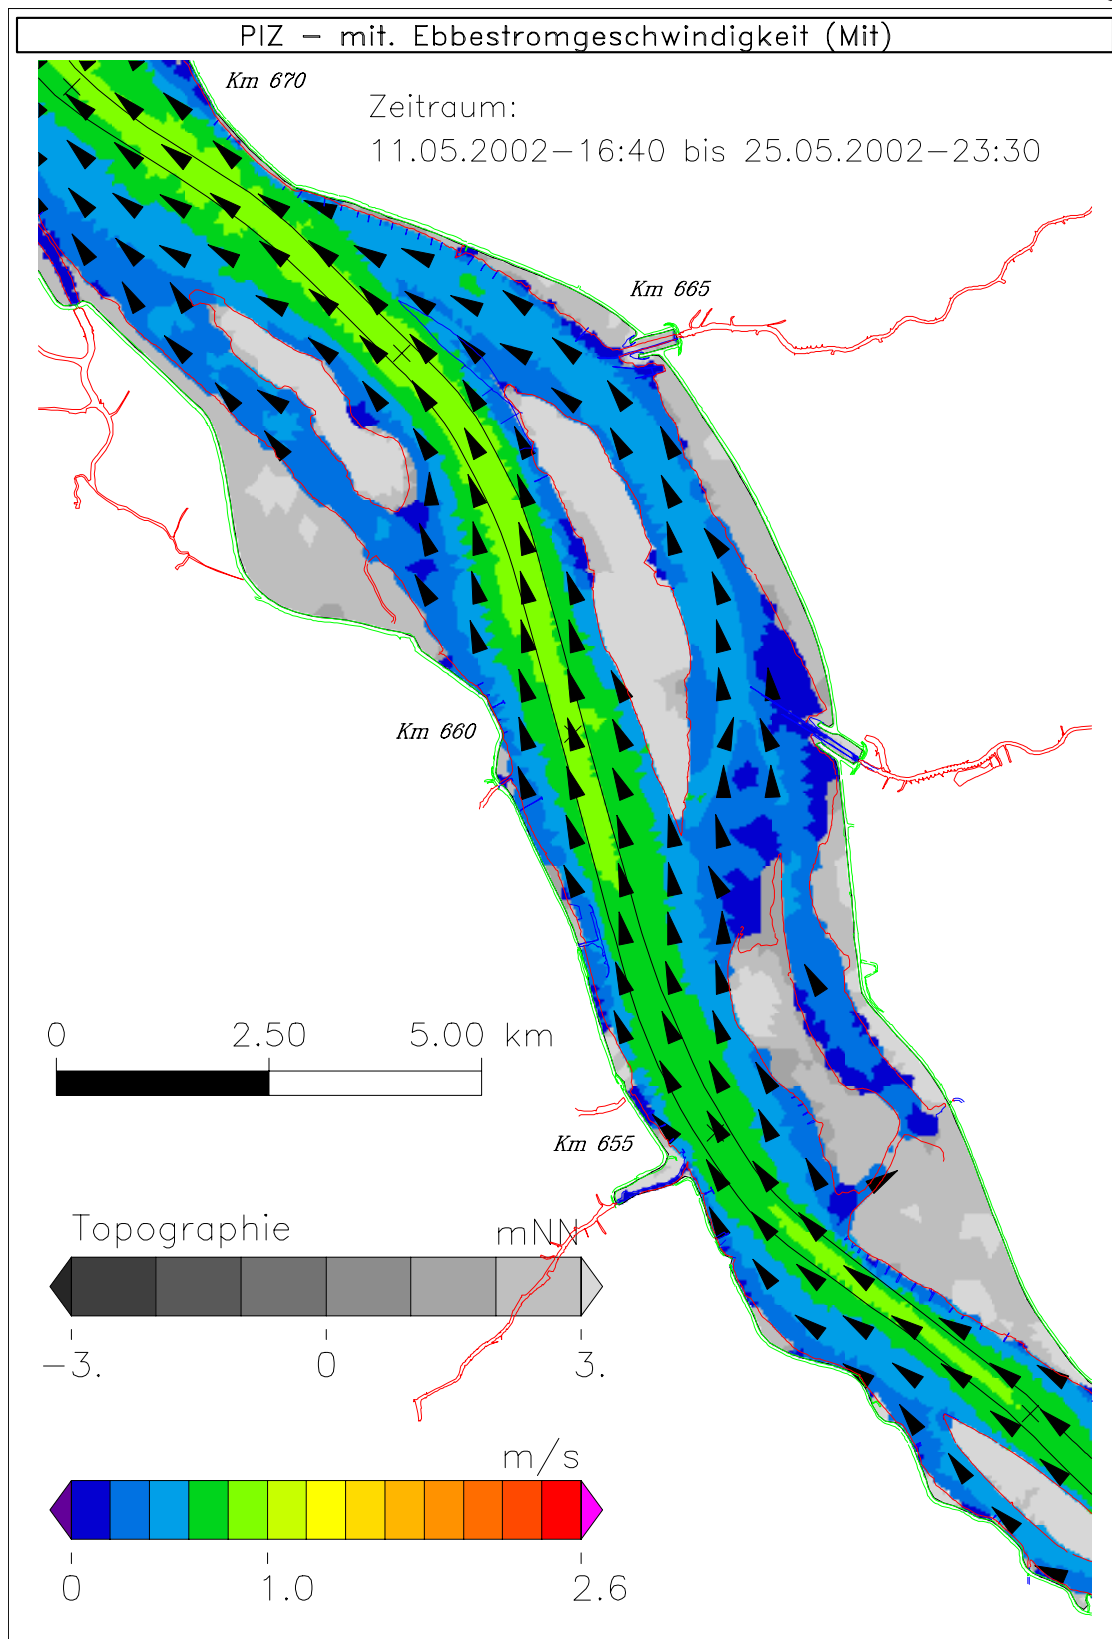 PIZ - mit. Ebbestromgeschwindigkeit (Mit)
Km 670
Zeitraum:
11.05.2002-16:40 bis 25.05.2002-23:30
Km 665
Km 660
0 2.50 5.00 km
Km 655
Topographie mNN
-3. 0 3.
m/s
0 1.0 2.6